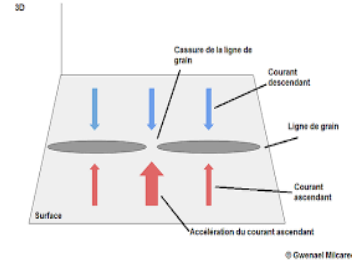 3D
Cassure de la ligne de
grain
Courant
descendant
Ligne de grain
Courant
ascendant
Surface
Accélération du courant ascendant
© Gwenael Milcare